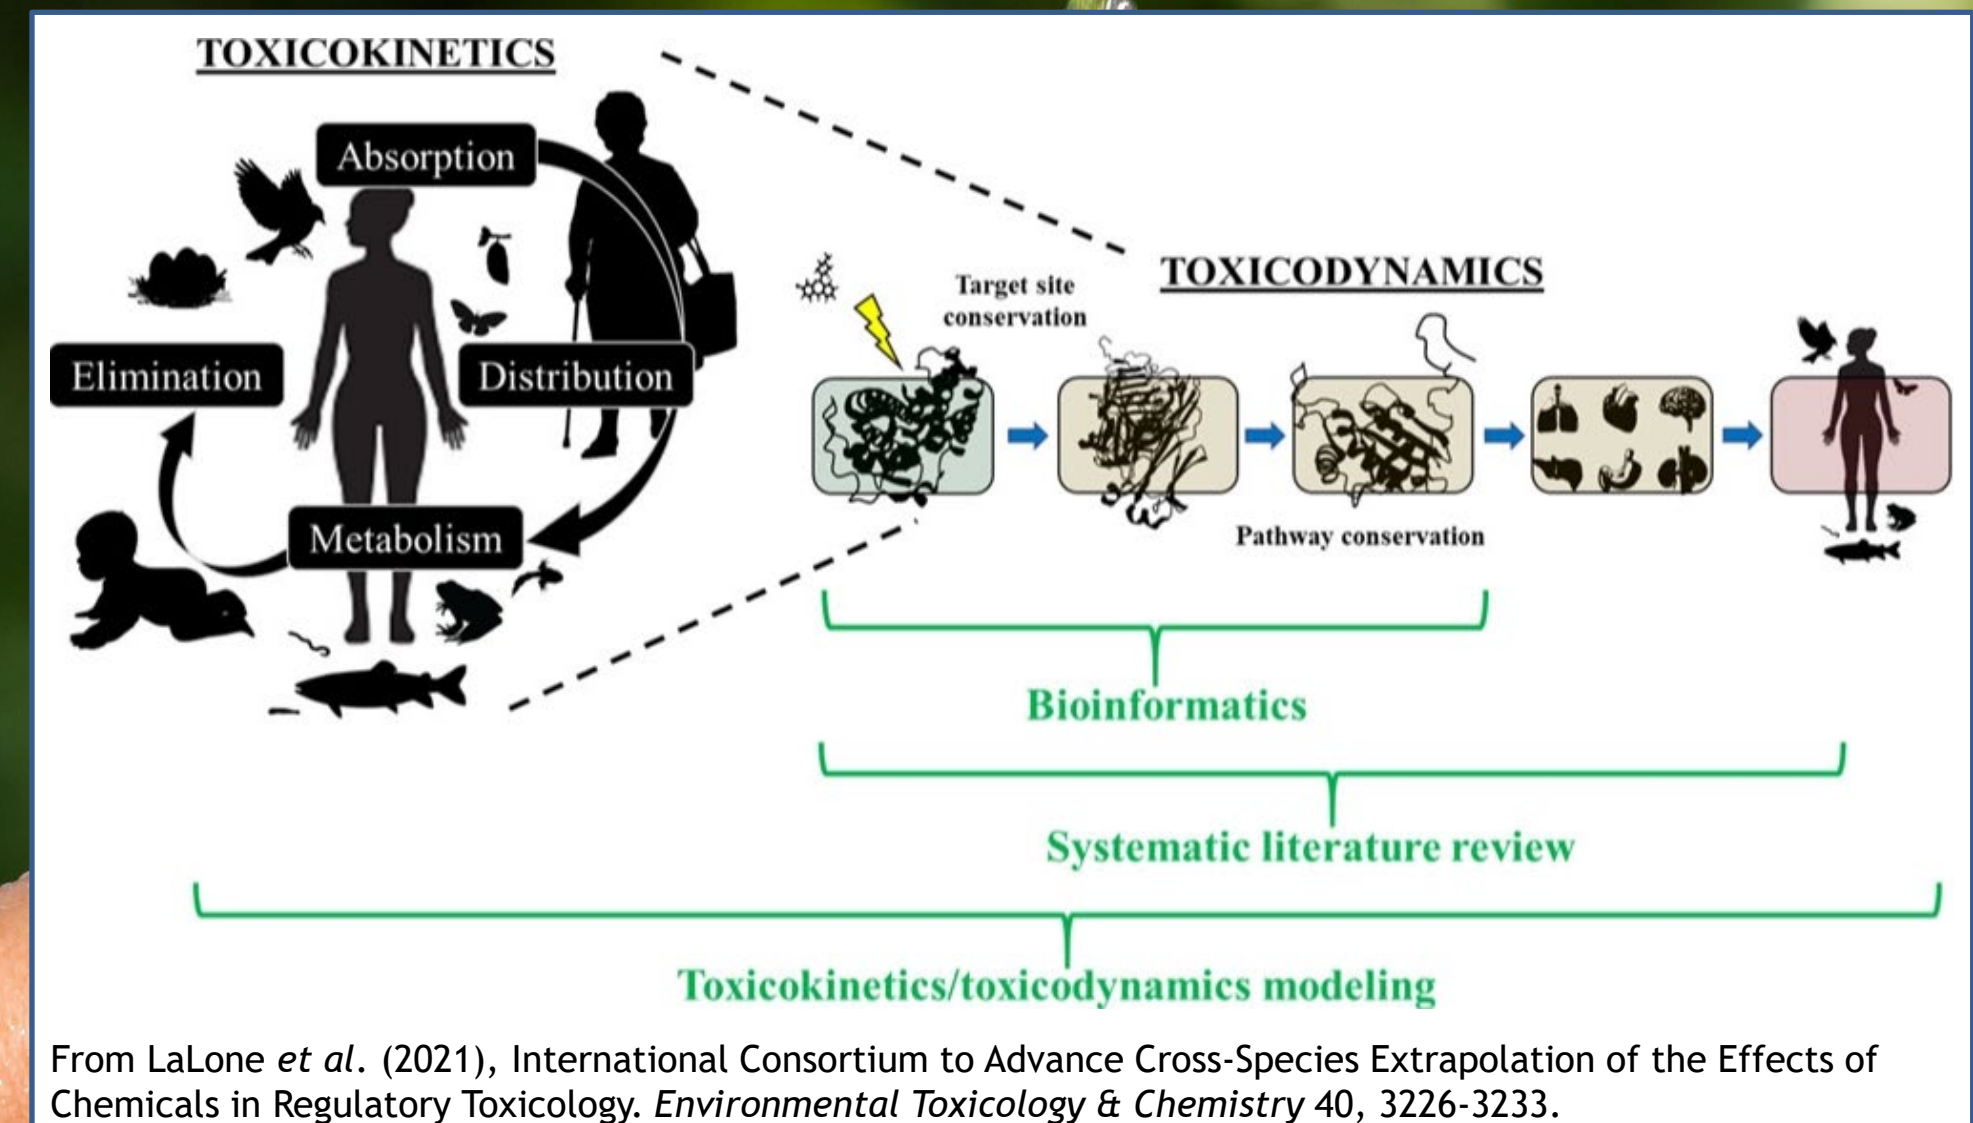 TOXICOKINETICS
Absorption
Elimination
Distribution
Metabolism
Target site
conservation
TOXICODYNAMICS
Pathway conservation
Bioinformatics
Systematic literature review
Toxicokinetics/toxicodynamics modeling
From LaLone et al. (2021), International Consortium to Advance Cross-Species Extrapolation of the Effects of
Chemicals in Regulatory Toxicology. Environmental Toxicology & Chemistry 40, 3226-3233.